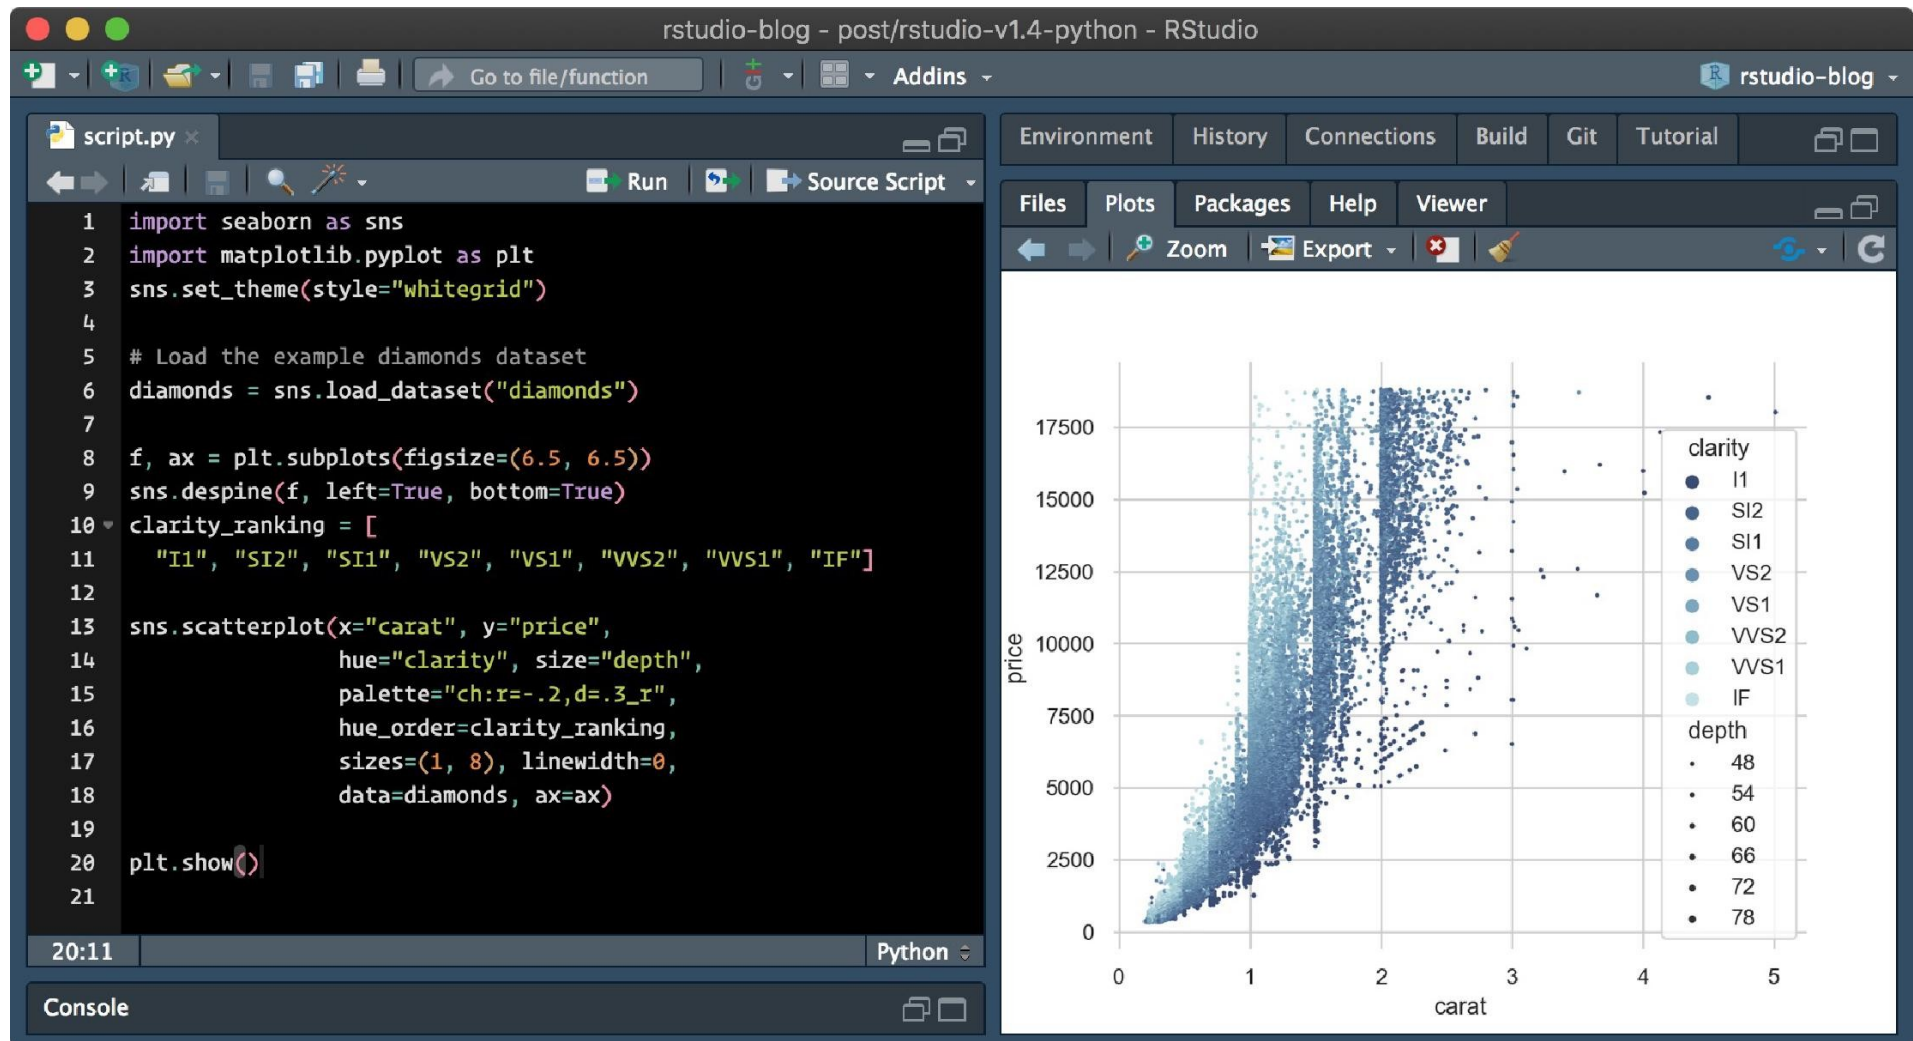 rstudio-blog - post/rstudio-v1.4-python - RStudio
Go to file/function
Git
Addins
R rstudio-blog
script.py
Run
Source Script
1 import seaborn as sns
2 import matplotlib.pyplot as plt
3 sns.set_theme(style="whitegrid")
4
5 # Load the example diamonds dataset
6 diamonds = sns.load_dataset("diamonds")
7
8 f, ax = plt.subplots(figsize=(6.5, 6.5))
9 sns.despine(f, left=True, bottom=True)
10 clarity_ranking = [
11   "I1", "SI2", "SI1", "VS2", "VS1", "VVS2", "VVS1", "IF"]
12
13 sns.scatterplot(x="carat", y="price",
14                 hue="clarity", size="depth",
15                 palette="ch:r=-.2,d=.3_r",
16                 hue_order=clarity_ranking,
17                 sizes=(1, 8), linewidth=0,
18                 data=diamonds, ax=ax)
19
20 plt.show()
21
20:11
Python
Console
Environment History Connections Build Git Tutorial
Files Plots Packages Help Viewer
Zoom Export
price
17500
15000
12500
10000
7500
5000
2500
0
clarity
I1
SI2
SI1
VS2
VS1
VVS2
VVS1
IF
depth
48
54
60
66
72
78
0 1 2 3 4 5
carat